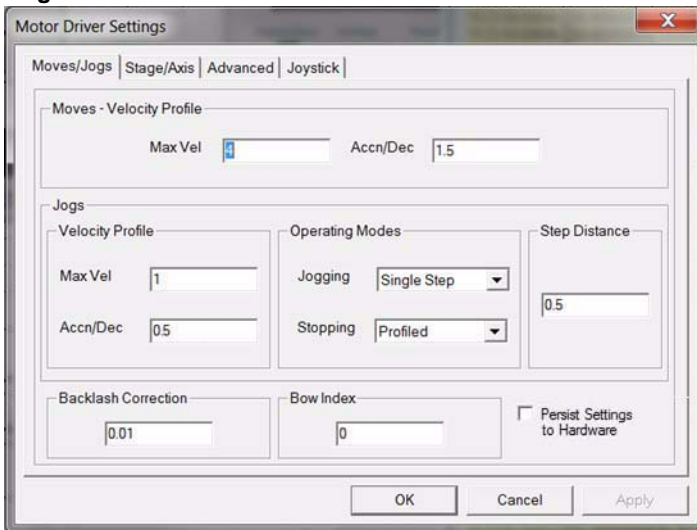 Motor Driver Settings
Moves/Jogs Stage/Axis Advanced Joystick
Moves - Velocity Profile
Max Vel 4 Accn/Dec 1.5
Jogs
Velocity Profile
Max Vel 1
Accn/Dec 0.5
Operating Modes
Jogging Single Step
Stopping Profiled
Step Distance
0.5
Backlash Correction
0.01
Bow Index
0
Persist Settings
to Hardware
OK Cancel Apply